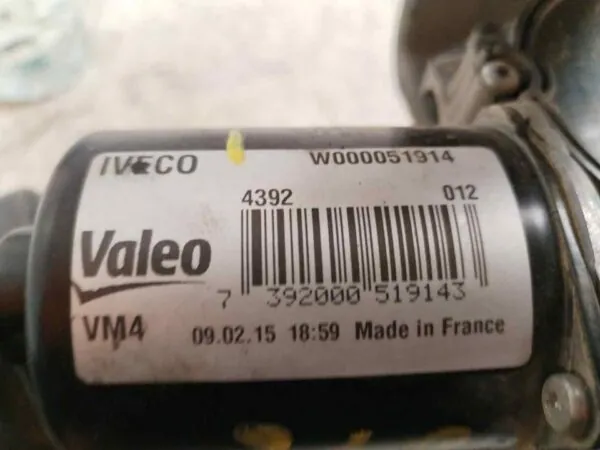 IVECO W000051914
4392 012
Valeo
7 392000 519143
VM4 09.02.15 18:59 Made in France